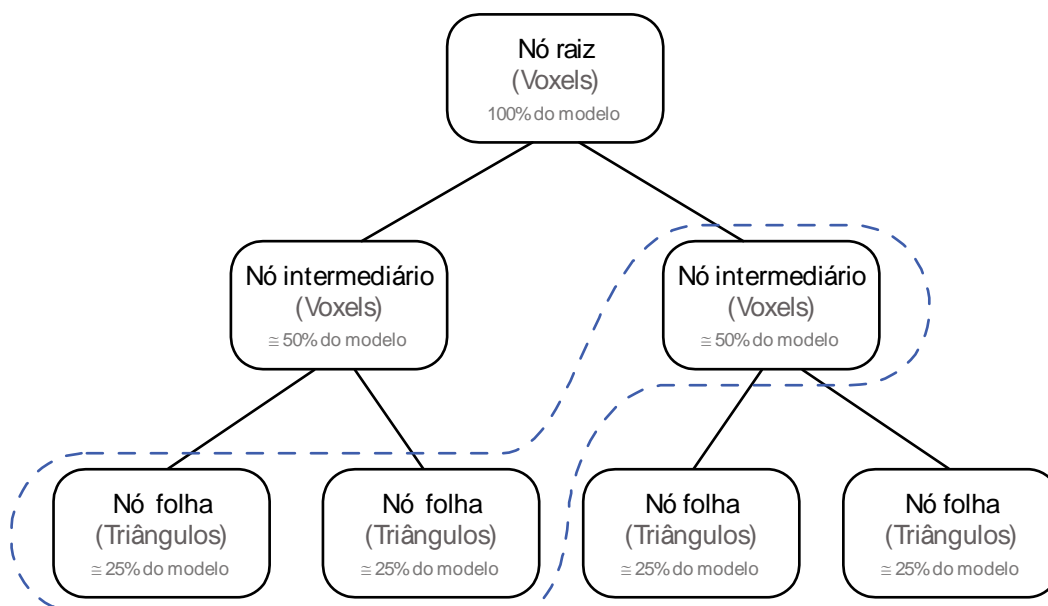 Nó raiz
(Voxels)
100% do modelo
Nó intermediário
(Voxels)
≅ 50% do modelo
Nó intermediário
(Voxels)
≅ 50% do modelo
Nó folha
(Triângulos)
≅ 25% do modelo
Nó folha
(Triângulos)
≅ 25% do modelo
Nó folha
(Triângulos)
≅ 25% do modelo
Nó folha
(Triângulos)
≅ 25% do modelo